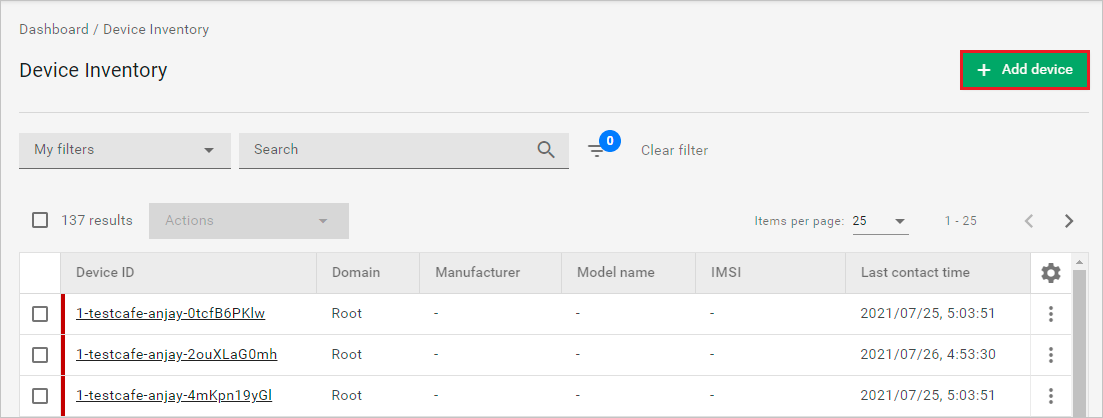 Dashboard / Device Inventory
Device Inventory
+ Add device
My filters
Search
0
Clear filter
137 results
Actions
Items per page: 25
1 - 25
Device ID Domain Manufacturer Model name IMSI Last contact time
1-testcafe-anjay-0tcfB6PKlw Root - - - 2021/07/25, 5:03:51
1-testcafe-anjay-2ouXLaG0mh Root - - - 2021/07/26, 4:53:30
1-testcafe-anjay-4mKpn19yGl Root - - - 2021/07/25, 5:03:51